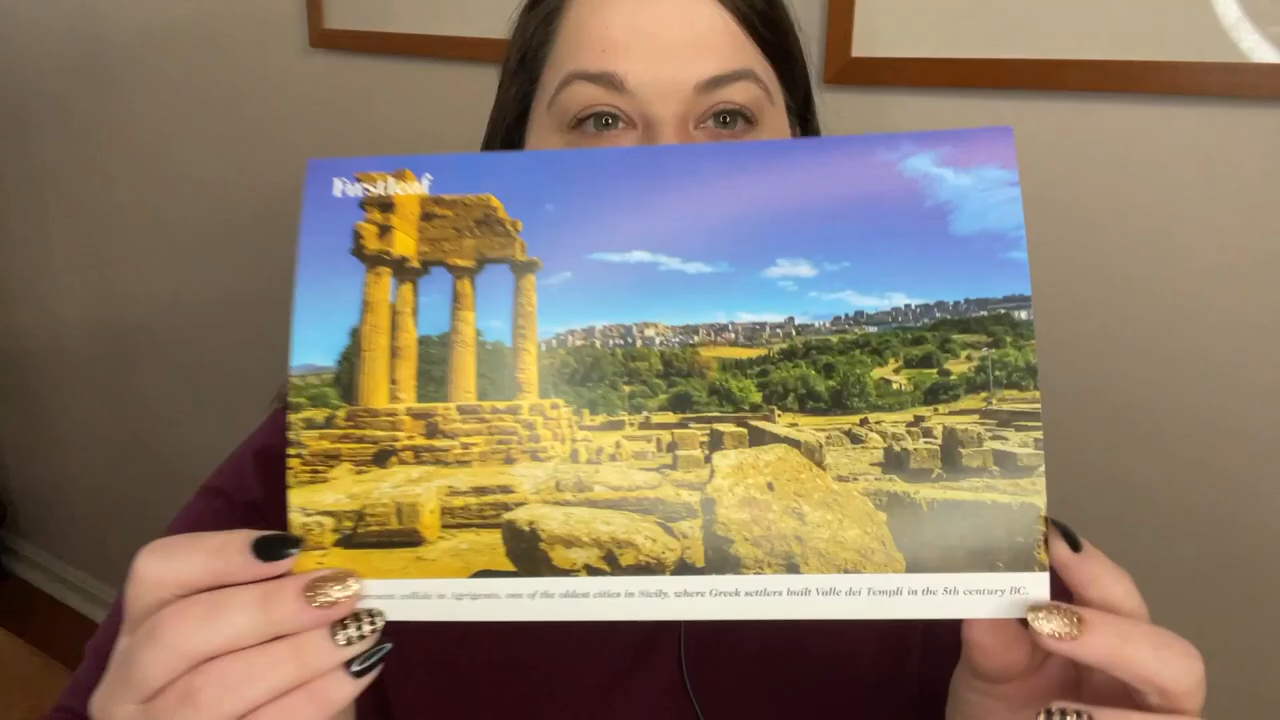 Firstleaf
collide in Agrigento, one of the oldest cities in Sicily, where Greek settlers built Valle dei Templi in the 5th century BC.